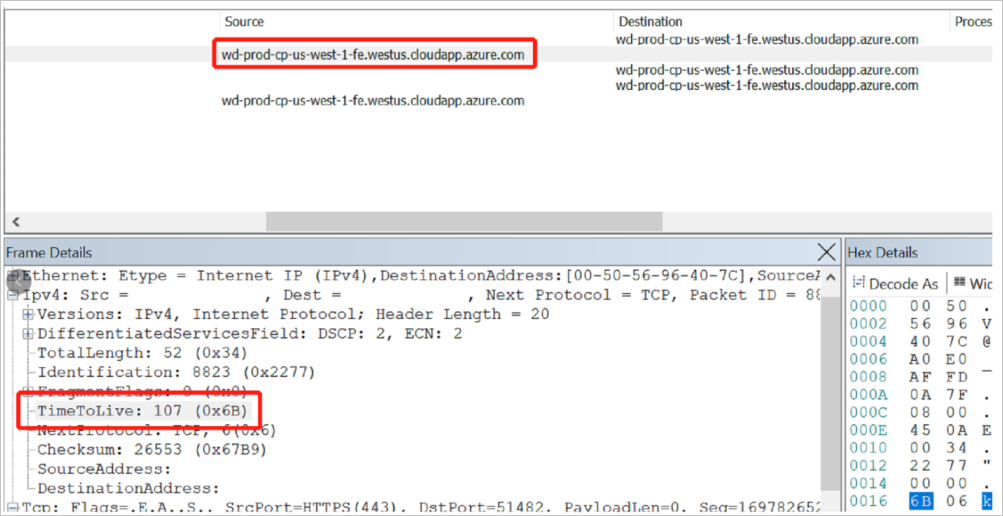 Source Destination Proces
wd-prod-cp-us-west-1-fe.westus.cloudapp.azure.com
wd-prod-cp-us-west-1-fe.westus.cloudapp.azure.com
wd-prod-cp-us-west-1-fe.westus.cloudapp.azure.com
wd-prod-cp-us-west-1-fe.westus.cloudapp.azure.com
wd-prod-cp-us-west-1-fe.westus.cloudapp.azure.com
Frame Details
Ethernet: Etype = Internet IP (IPv4),DestinationAddress:[00-50-56-96-40-7C],SourceA
Ipv4: Src = , Dest = , Next Protocol = TCP, Packet ID = 88
Versions: IPv4, Internet Protocol; Header Length = 20
DifferentiatedServicesField: DSCP: 2, ECN: 2
TotalLength: 52 (0x34)
Identification: 8823 (0x2277)
FragmentFlags: 0 (0x0)
TimeToLive: 107 (0x6B)
NextProtocol: TCP, 6(0x6)
Checksum: 26553 (0x67B9)
SourceAddress:
DestinationAddress:
Tcp: Flags=.E.A..S., SrcPort=HTTPS(443), DstPort=51482, PayloadLen=0, Seq=169782652
Hex Details
Decode As Wid
0000 00 50 .
0002 56 96 V
0004 40 7C @
0006 A0 E0
0008 AF FD ¯
000A 0A 7F .
000C 08 00 .
000E 45 0A E
0010 00 34 .
0012 22 77 "
0014 00 00 .
0016 6B 06 k